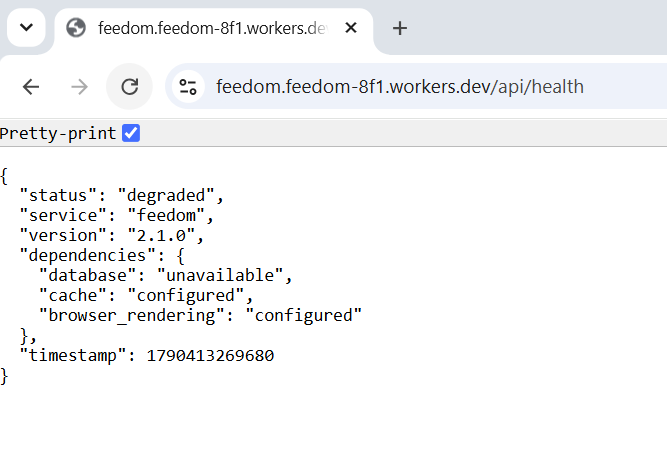 feedom.feedom-8f1.workers.de
feedom.feedom-8f1.workers.dev/api/health
Pretty-print
{
  "status": "degraded",
  "service": "feedom",
  "version": "2.1.0",
  "dependencies": {
    "database": "unavailable",
    "cache": "configured",
    "browser_rendering": "configured"
  },
  "timestamp": 1790413269680
}